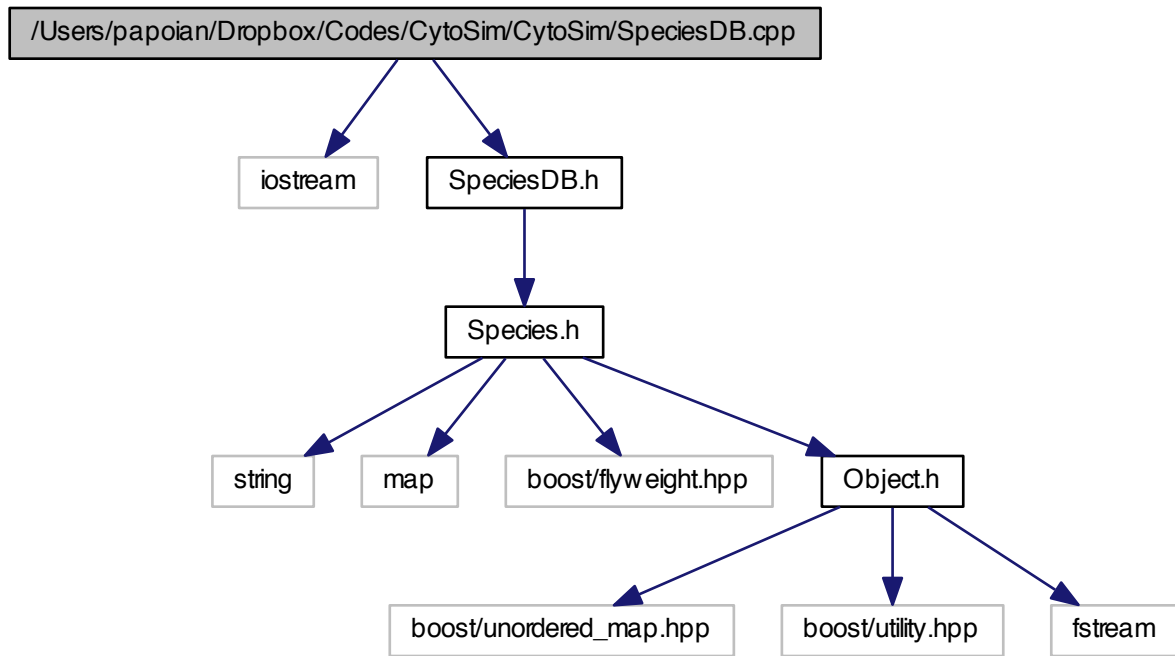 /Users/papoian/Dropbox/Codes/CytoSim/CytoSim/SpeciesDB.cpp
iostream
SpeciesDB.h
Species.h
string
map
boost/flyweight.hpp
Object.h
boost/unordered_map.hpp
boost/utility.hpp
fstream